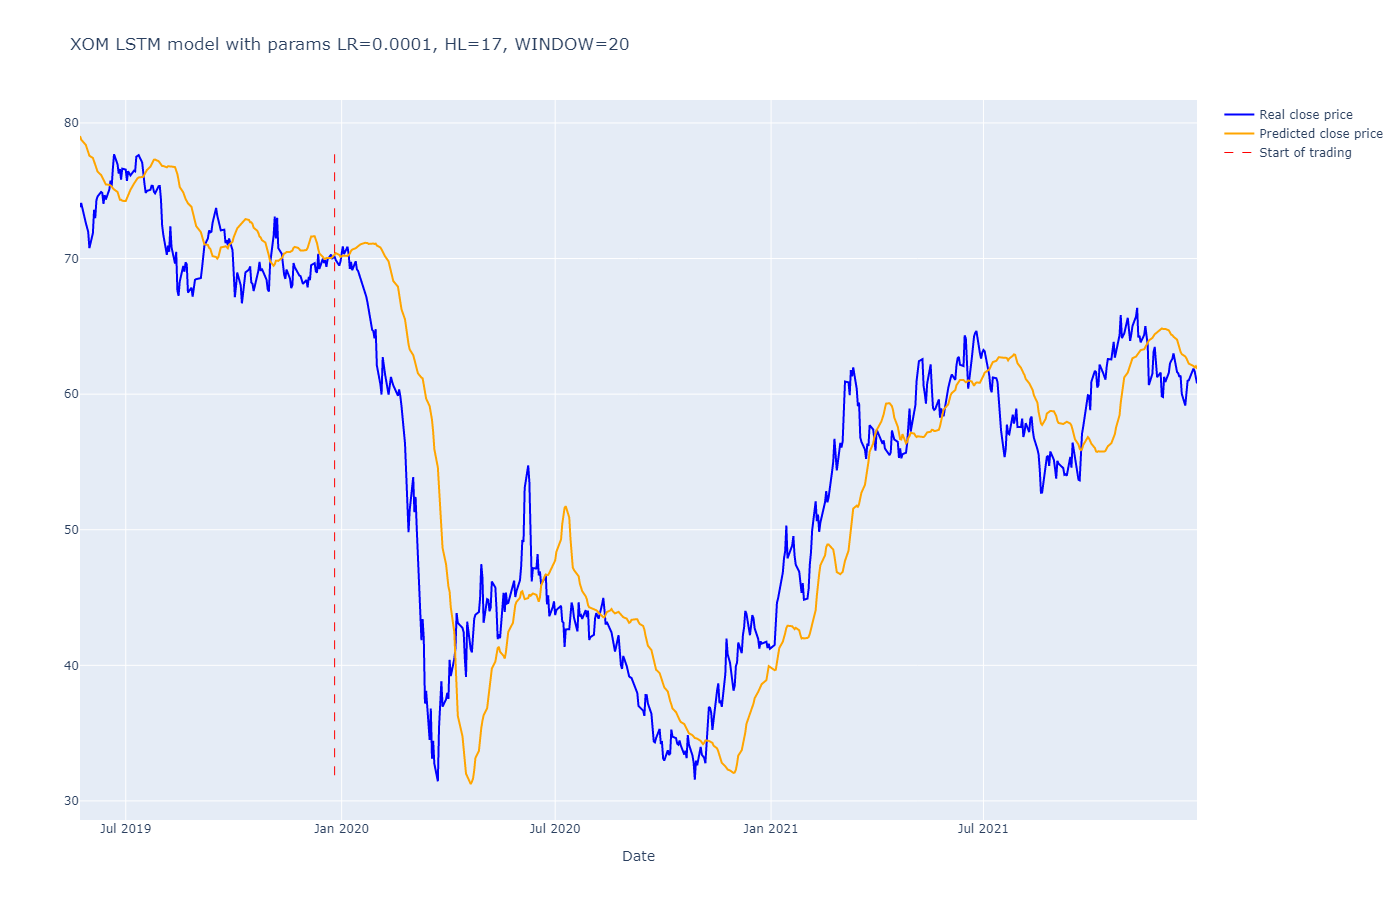 XOM LSTM model with params LR=0.0001, HL=17, WINDOW=20
Real close price
Predicted close price
Start of trading
80
70
60
50
40
30
Jul 2019
Jan 2020
Jul 2020
Jan 2021
Jul 2021
Date